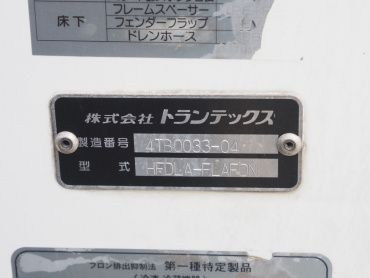 フレームスペーサー
床下 フェンダーフラップ
ドレンホース
株式会社 トランテックス
製造番号 4TB0033-04
型式
フロン排出抑制法 第一種特定製品